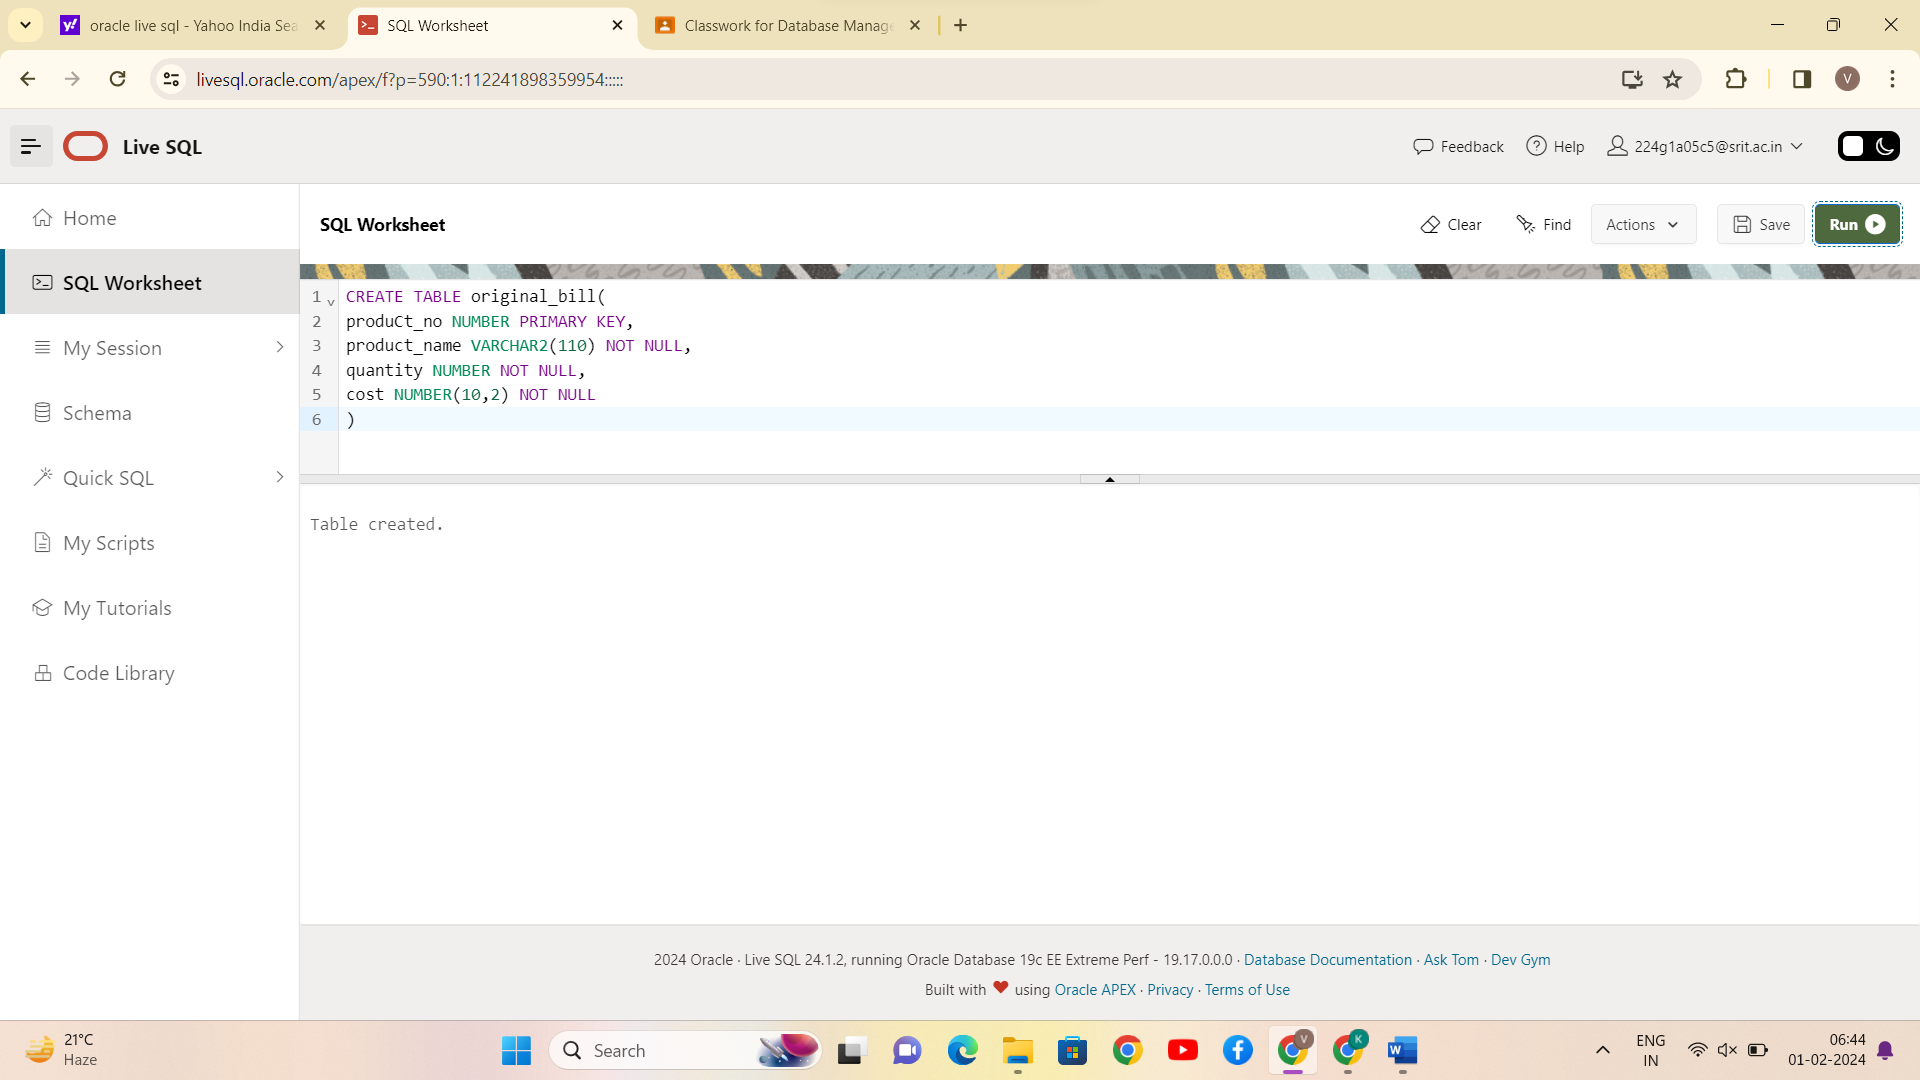 oracle live sql - Yahoo India Sea
SQL Worksheet
Classwork for Database Manage
livesql.oracle.com/apex/f?p=590:1:112241898359954:::::
V
Live SQL
Feedback
Help
224g1a05c5@srit.ac.in
Home
SQL Worksheet
My Session
Schema
Quick SQL
My Scripts
My Tutorials
Code Library
SQL Worksheet
Clear
Find
Actions
Save
Run
1 CREATE TABLE original_bill(
2 produCt_no NUMBER PRIMARY KEY,
3 product_name VARCHAR2(110) NOT NULL,
4 quantity NUMBER NOT NULL,
5 cost NUMBER(10,2) NOT NULL
6 )
Table created.
2024 Oracle · Live SQL 24.1.2, running Oracle Database 19c EE Extreme Perf - 19.17.0.0.0 · Database Documentation · Ask Tom · Dev Gym
Built with ❤ using Oracle APEX · Privacy · Terms of Use
21°C
Haze
Search
V
K
W
ENG
IN
06:44
01-02-2024